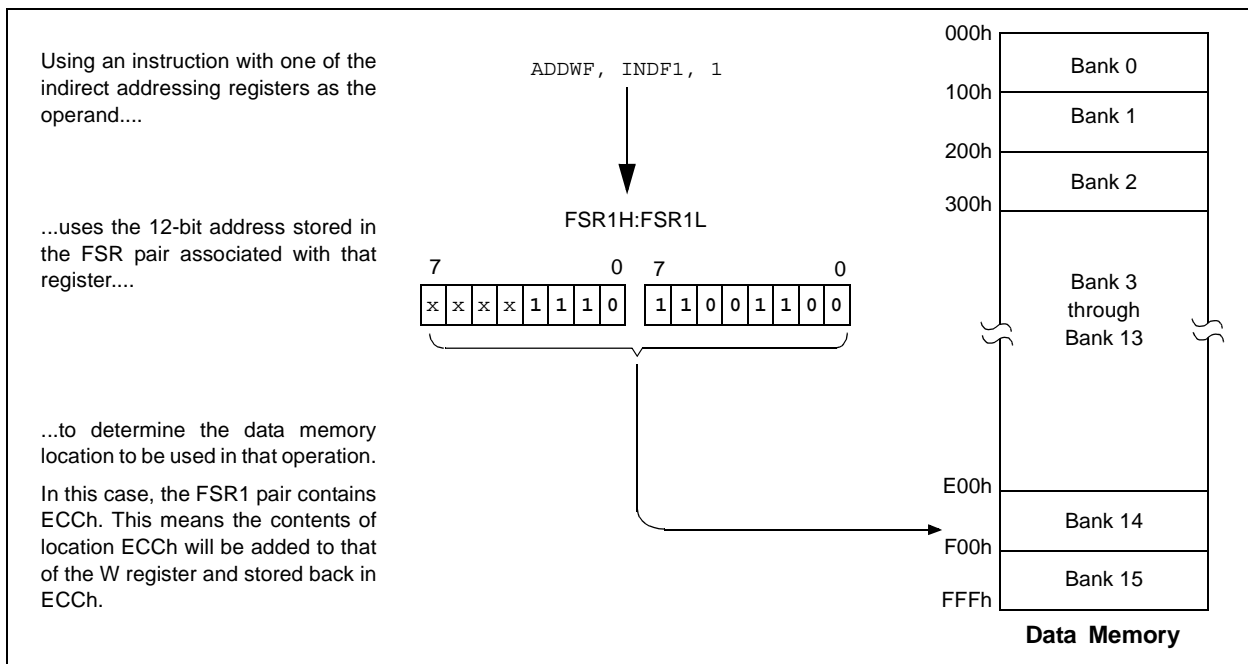 Using an instruction with one of the
indirect addressing registers as the
operand....
ADDWF, INDF1, 1
...uses the 12-bit address stored in
the FSR pair associated with that
register....
FSR1H:FSR1L
7 0 7 0
x x x x 1 1 1 0 1 1 0 0 1 1 0 0
...to determine the data memory
location to be used in that operation.
In this case, the FSR1 pair contains
ECCh. This means the contents of
location ECCh will be added to that
of the W register and stored back in
ECCh.
000h
Bank 0
100h
Bank 1
200h
Bank 2
300h
Bank 3
through
Bank 13
E00h
Bank 14
F00h
Bank 15
FFFh
Data Memory